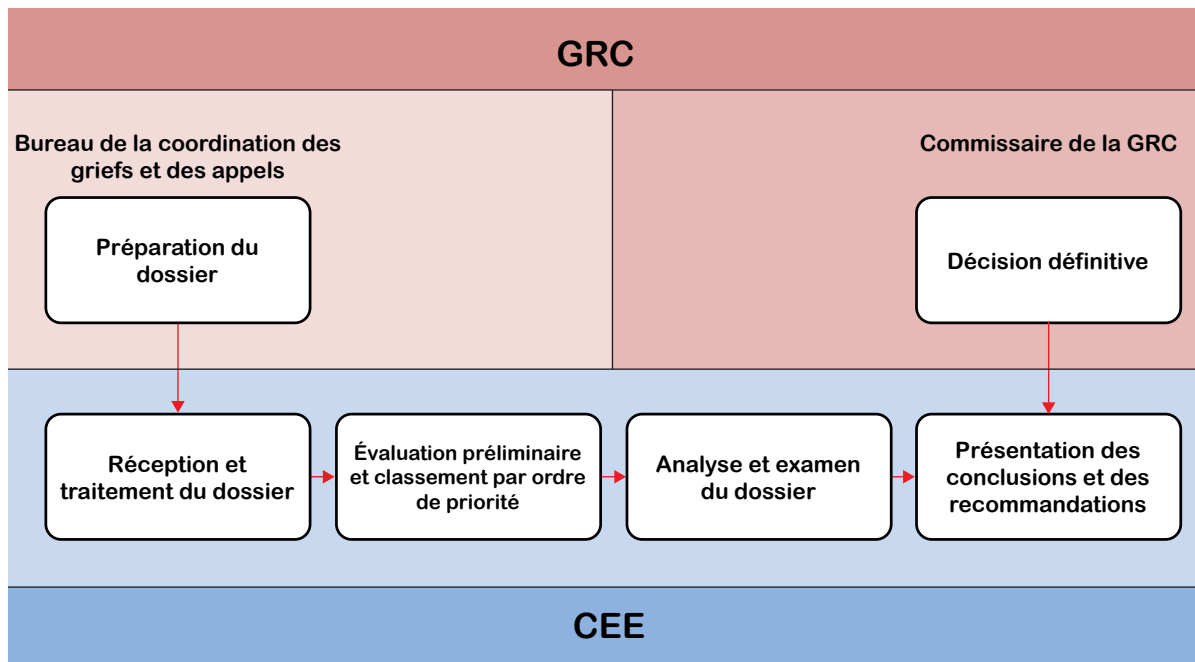 GRC
Bureau de la coordination des
griefs et des appels
Commissaire de la GRC
Préparation du
dossier
Décision définitive
Réception et
traitement du dossier
Évaluation préliminaire
et classement par ordre
de priorité
Analyse et examen
du dossier
Présentation des
conclusions et des
recommandations
CEE